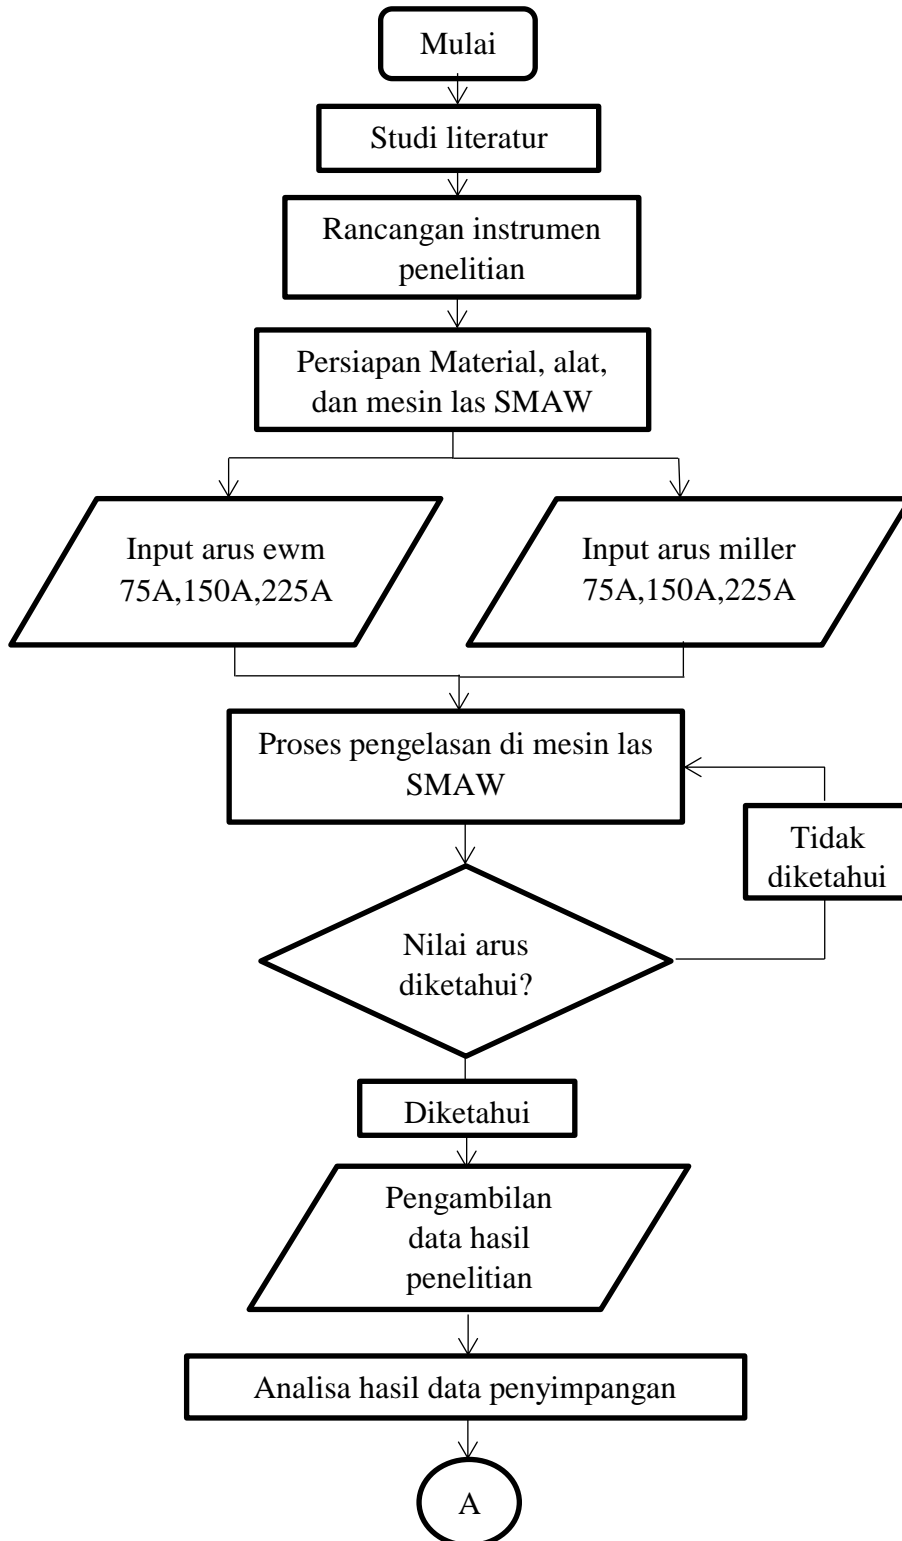 Mulai
Studi literatur
Rancangan instrumen
penelitian
Persiapan Material, alat,
dan mesin las SMAW
Input arus ewm
75A,150A,225A
Input arus miller
75A,150A,225A
Proses pengelasan di mesin las
SMAW
Tidak
diketahui
Nilai arus
diketahui?
Diketahui
Pengambilan
data hasil
penelitian
Analisa hasil data penyimpangan
A